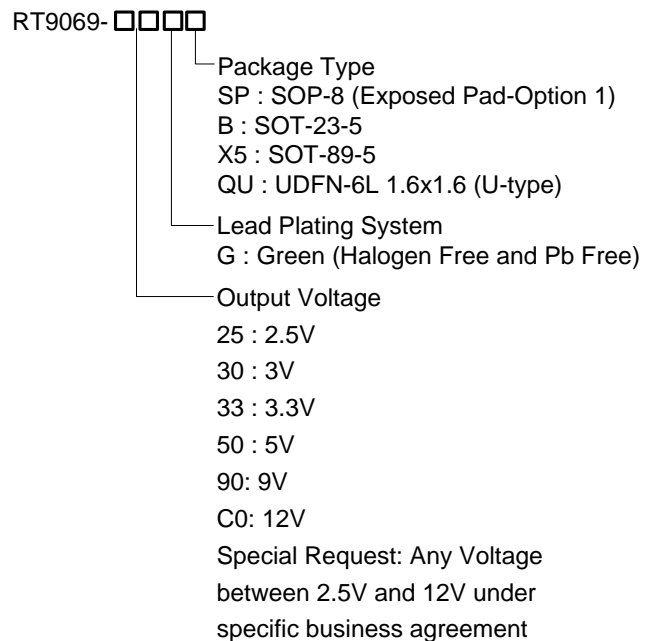 RT9069-
Package Type
SP : SOP-8 (Exposed Pad-Option 1)
B : SOT-23-5
X5 : SOT-89-5
QU : UDFN-6L 1.6x1.6 (U-type)
Lead Plating System
G : Green (Halogen Free and Pb Free)
Output Voltage
25 : 2.5V
30 : 3V
33 : 3.3V
50 : 5V
90: 9V
C0: 12V
Special Request: Any Voltage
between 2.5V and 12V under
specific business agreement